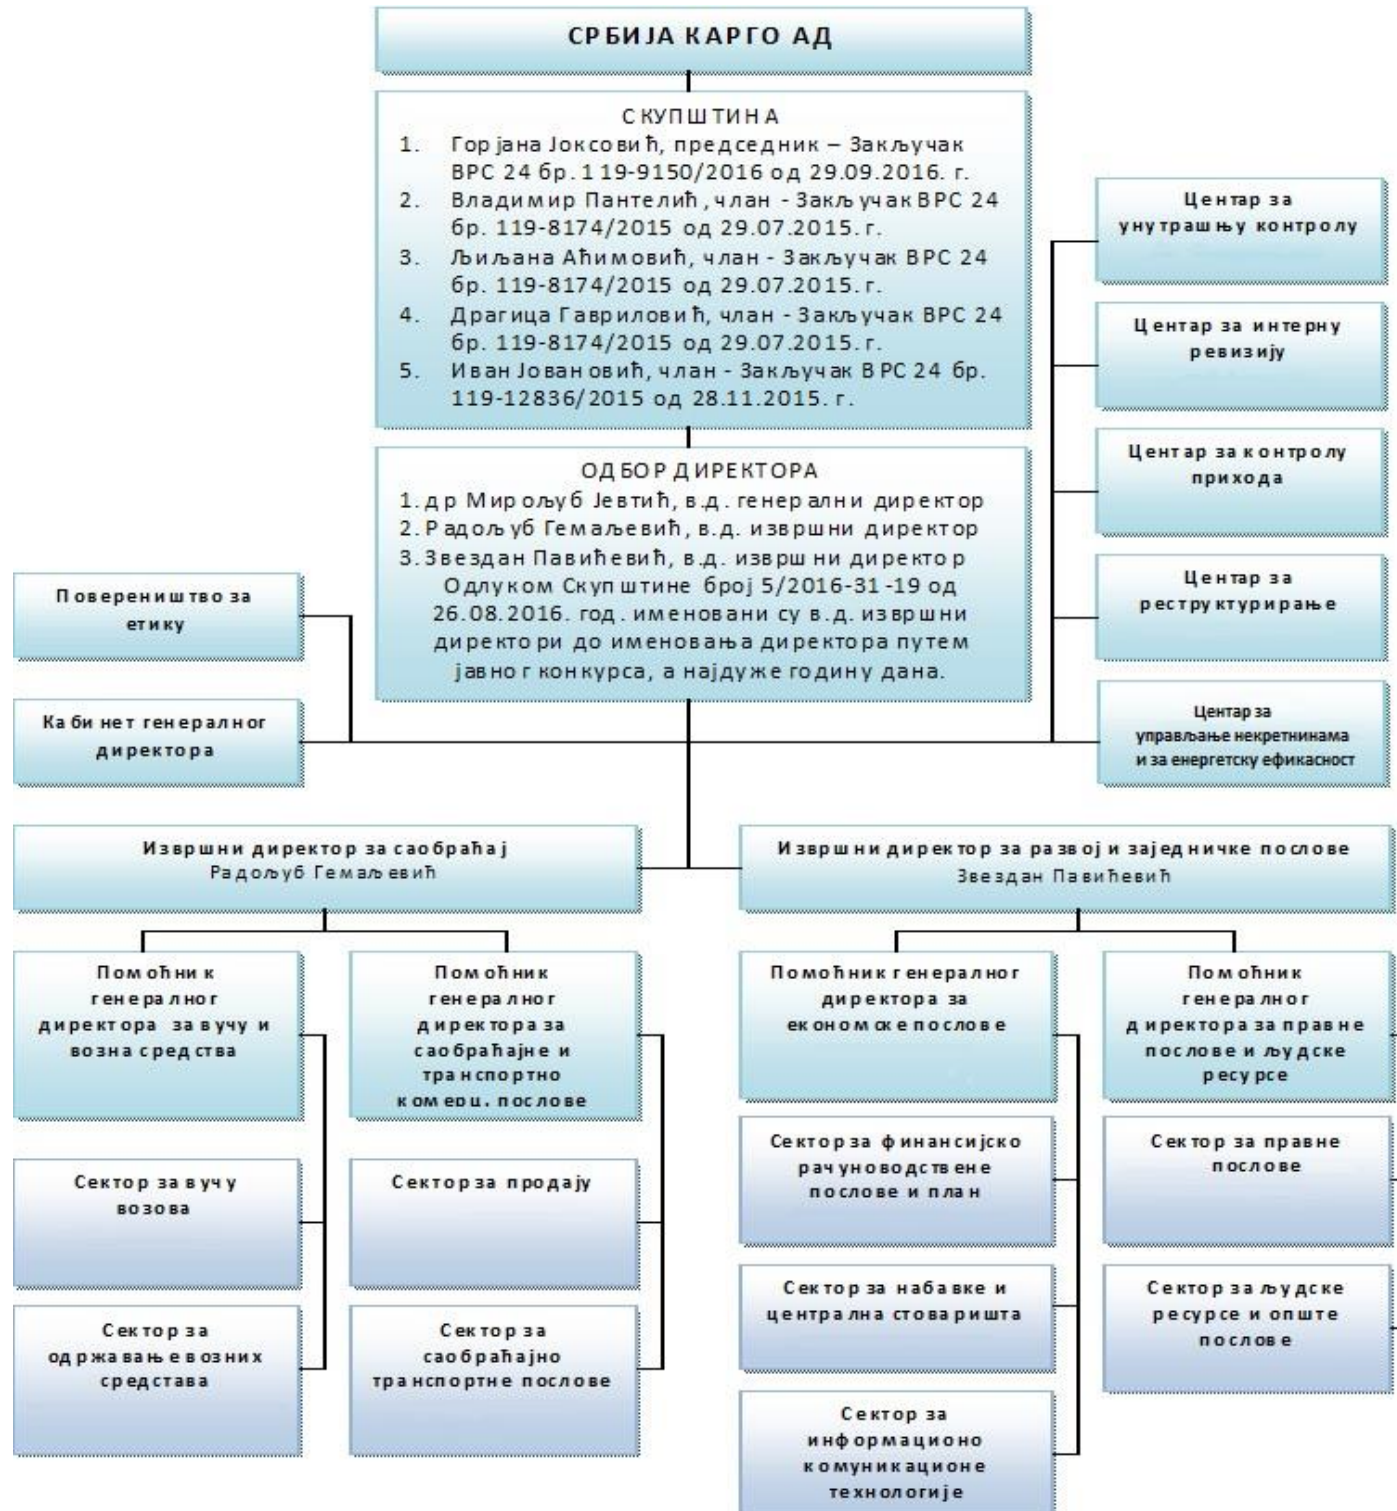 СРБИЈА КАРГО АД
СКУПШТИНА
1. Горјана Јоксовић, председник – Закључак
ВРС 24 бр. 119-9150/2016 од 29.09.2016. г.
2. Владимир Пантелић, члан - Закључак ВРС 24
бр. 119-8174/2015 од 29.07.2015. г.
3. Љиљана Аћимовић, члан - Закључак ВРС 24
бр. 119-8174/2015 од 29.07.2015. г.
4. Драгица Гавриловић, члан - Закључак ВРС 24
бр. 119-8174/2015 од 29.07.2015. г.
5. Иван Јовановић, члан - Закључак ВРС 24 бр.
119-12836/2015 од 28.11.2015. г.
Центар за
унутрашњу контролу
Центар за интерну
ревизију
Центар за контролу
прихода
Центар за
реструктурирање
Центар за
управљање некретнинама
и за енергетску ефикасност
ОДБОР ДИРЕКТОРА
1. др Мирољуб Јевтић, в.д. генерални директор
2. Радољуб Гемаљевић, в.д. извршни директор
3. Звездан Павићевић, в.д. извршни директор
Одлуком Скупштине број 5/2016-31-19 од
26.08.2016. год. именовани су в.д. извршни
директори до именовања директора путем
јавног конкурса, а најдуже годину дана.
Повереништво за
етику
Кабинет генералног
директора
Извршни директор за саобраћај
Радољуб Гемаљевић
Извршни директор за развој и заједничке послове
Звездан Павићевић
Помоћник
генералног
директора за вучу и
возна средства
Помоћник
генералног
директора за
саобраћајне и
транспортно
комерц. послове
Помоћник генералног
директора за
економске послове
Помоћник
генералног
директора за правне
послове и људске
ресурсе
Сектор за вучу
возова
Сектор за продају
Сектор за финансијско
рачуноводствене
послове и план
Сектор за правне
послове
Сектор за
одржавање возних
средстава
Сектор за
саобраћајно
транспортне послове
Сектор за набавке и
централна стоваришта
Сектор за људске
ресурсе и опште
послове
Сектор за
информационо
комуникационе
технологије